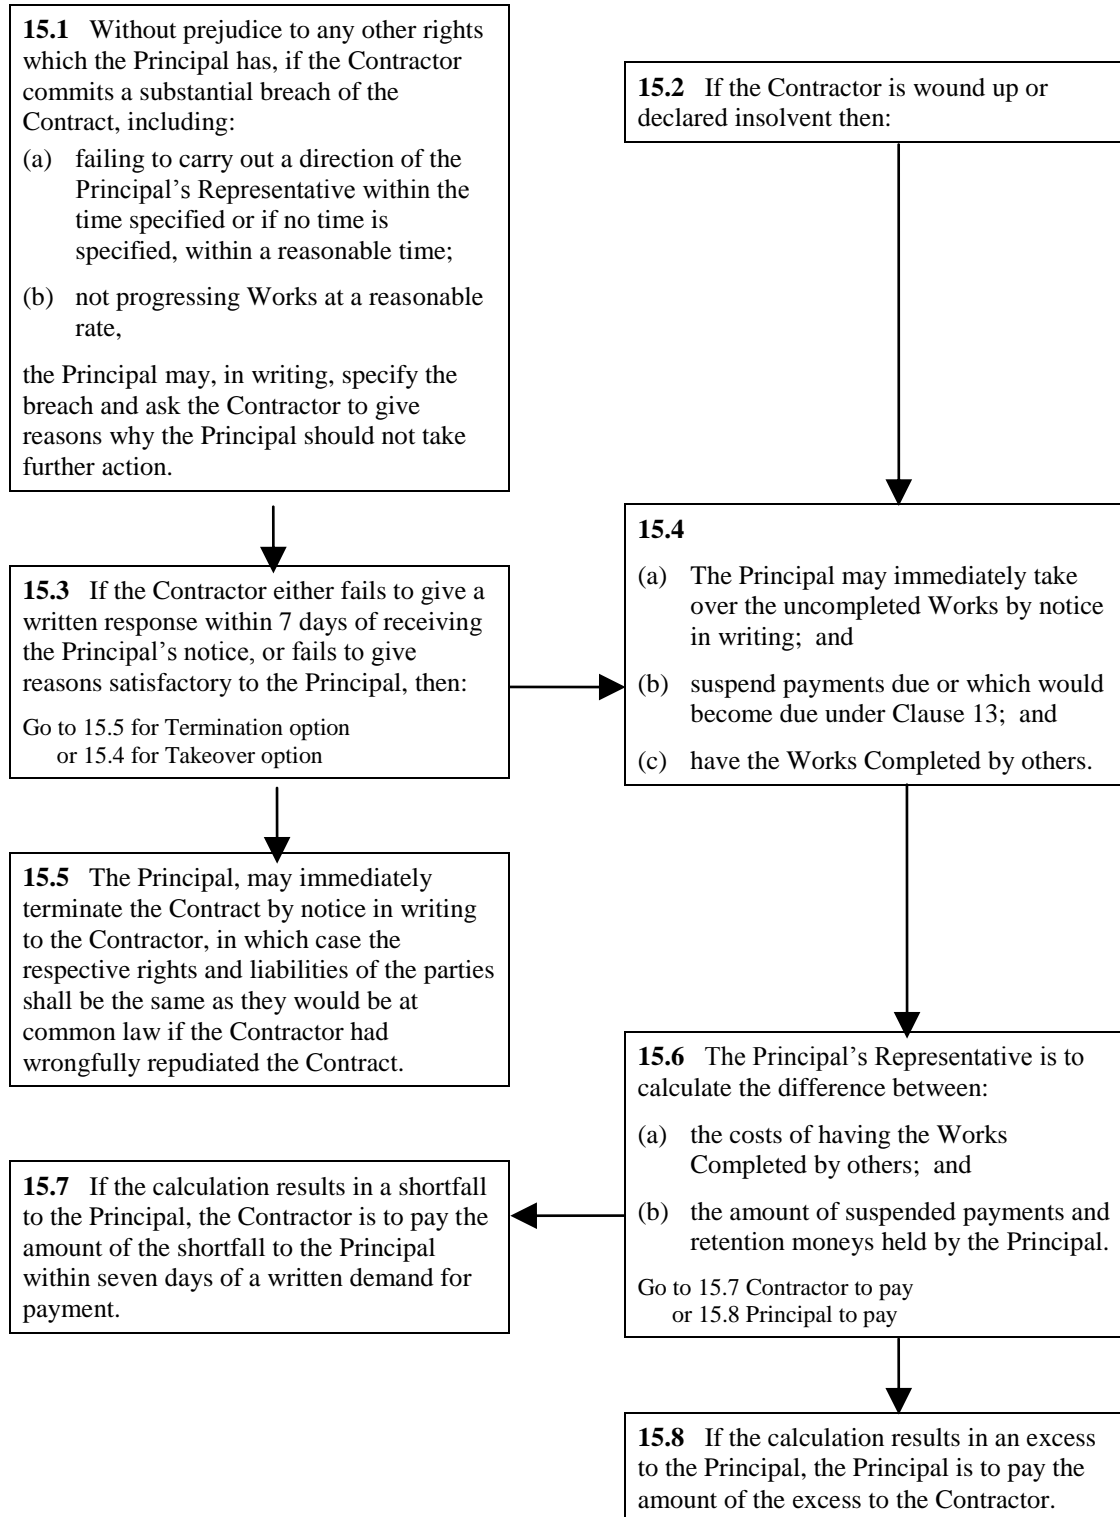 15.1 Without prejudice to any other rights
which the Principal has, if the Contractor
commits a substantial breach of the
Contract, including:
(a) failing to carry out a direction of the
Principal’s Representative within the
time specified or if no time is
specified, within a reasonable time;
(b) not progressing Works at a reasonable
rate,
the Principal may, in writing, specify the
breach and ask the Contractor to give
reasons why the Principal should not take
further action.
15.2 If the Contractor is wound up or
declared insolvent then:
15.3 If the Contractor either fails to give a
written response within 7 days of receiving
the Principal’s notice, or fails to give
reasons satisfactory to the Principal, then:
Go to 15.5 for Termination option
or 15.4 for Takeover option
15.4
(a) The Principal may immediately take
over the uncompleted Works by notice
in writing; and
(b) suspend payments due or which would
become due under Clause 13; and
(c) have the Works Completed by others.
15.5 The Principal, may immediately
terminate the Contract by notice in writing
to the Contractor, in which case the
respective rights and liabilities of the parties
shall be the same as they would be at
common law if the Contractor had
wrongfully repudiated the Contract.
15.6 The Principal’s Representative is to
calculate the difference between:
(a) the costs of having the Works
Completed by others; and
(b) the amount of suspended payments and
retention moneys held by the Principal.
Go to 15.7 Contractor to pay
or 15.8 Principal to pay
15.7 If the calculation results in a shortfall
to the Principal, the Contractor is to pay the
amount of the shortfall to the Principal
within seven days of a written demand for
payment.
15.8 If the calculation results in an excess
to the Principal, the Principal is to pay the
amount of the excess to the Contractor.